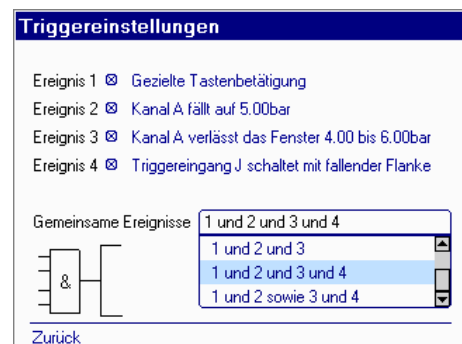 Triggereinstellungen
Ereignis 1 Gezielte Tastenbetätigung
Ereignis 2 Kanal A fällt auf 5.00bar
Ereignis 3 Kanal A verlässt das Fenster 4.00 bis 6.00bar
Ereignis 4 Triggereingang J schaltet mit fallender Flanke
Gemeinsame Ereignisse 1 und 2 und 3 und 4
1 und 2 und 3
1 und 2 und 3 und 4
1 und 2 sowie 3 und 4
&
Zurück